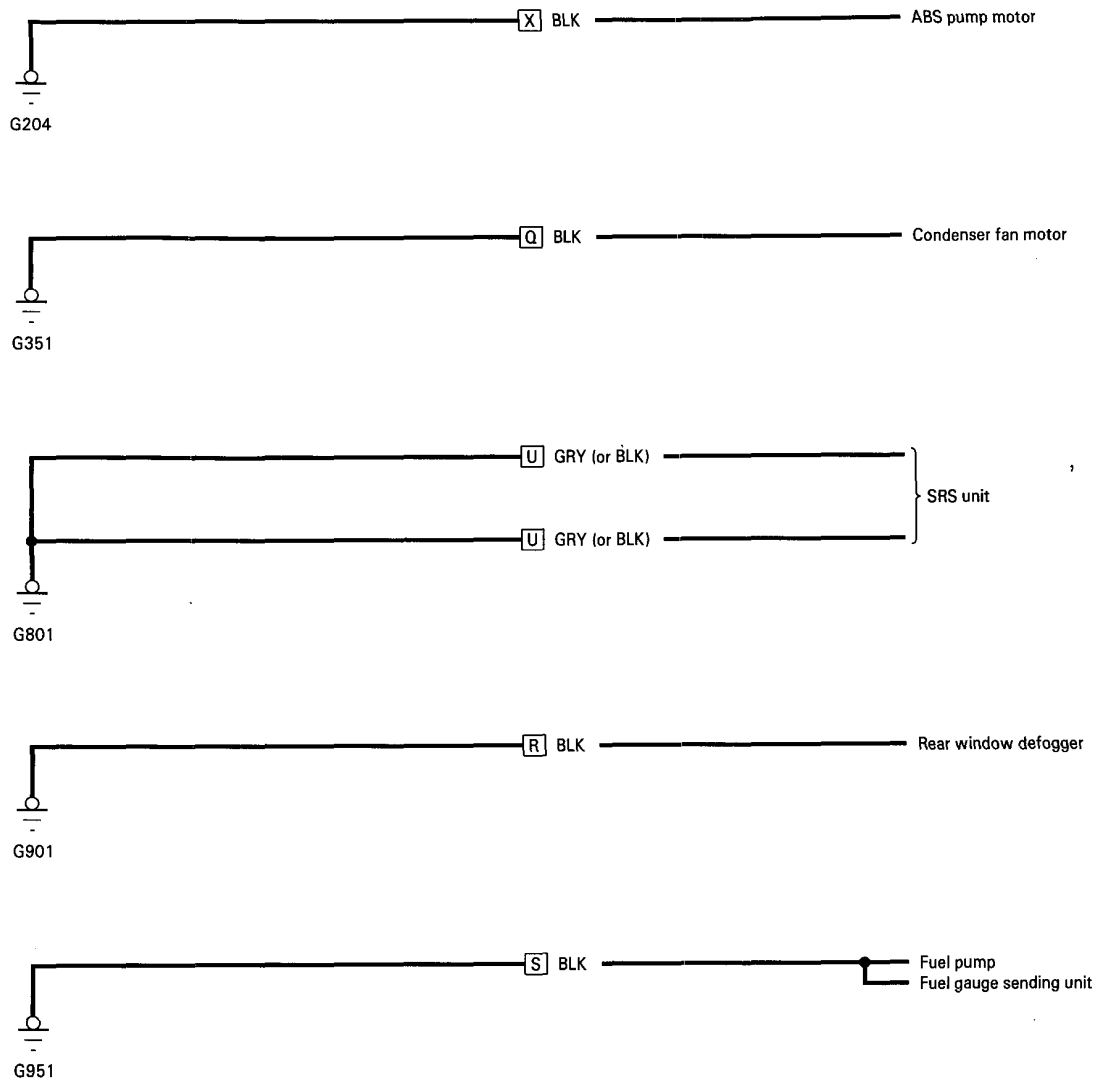 X BLK ABS pump motor
G204
Q BLK Condenser fan motor
G351
U GRY (or BLK)
SRS unit
U GRY (or BLK)
G801
R BLK Rear window defogger
G901
S BLK Fuel pump
Fuel gauge sending unit
G951